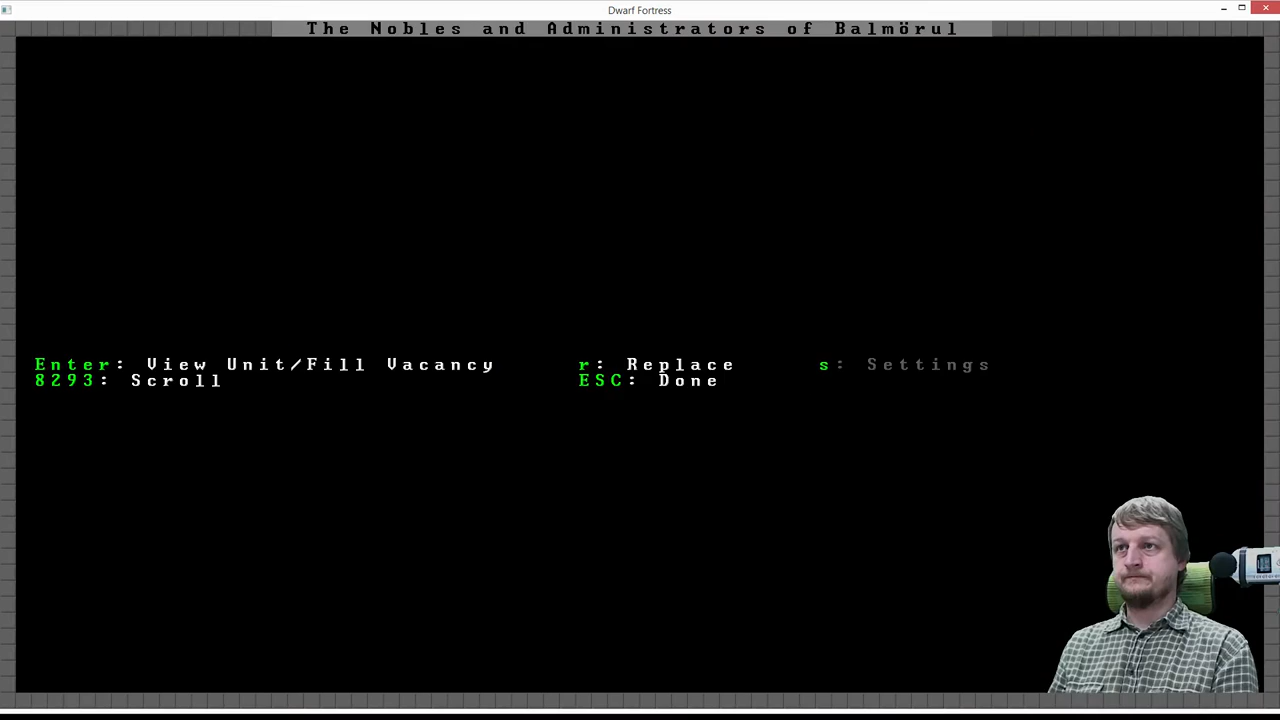 Dwarf Fortress
The Nobles and Administrators of Balmörul
Enter: View Unit/Fill Vacancy r: Replace s: Settings
8293: Scroll ESC: Done